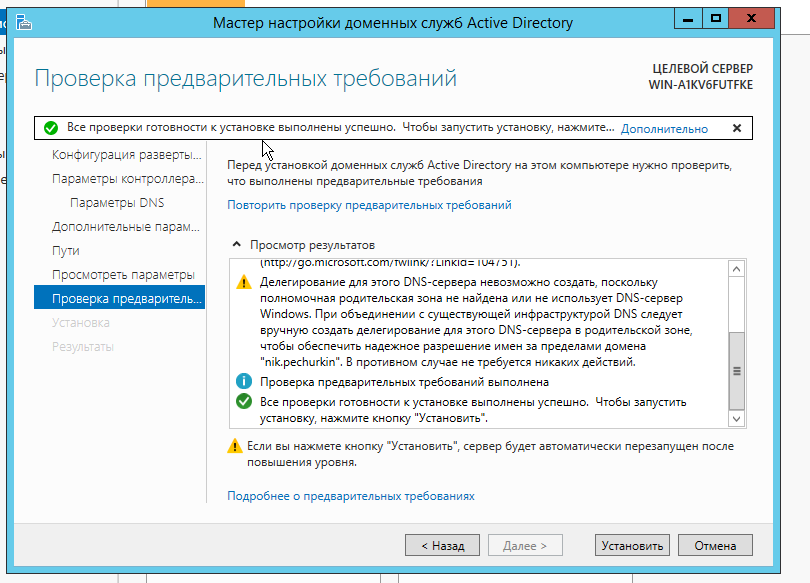 Мастер настройки доменных служб Active Directory
Проверка предварительных требований
ЦЕЛЕВОЙ СЕРВЕР
WIN-A1KV6FUTFKE
Все проверки готовности к установке выполнены успешно. Чтобы запустить установку, нажмите... Дополнительно
Конфигурация разверты...
Параметры контроллера...
Параметры DNS
Дополнительные парам...
Пути
Просмотреть параметры
Проверка предваритель...
Установка
Результаты
Перед установкой доменных служб Active Directory на этом компьютере нужно проверить,
что выполнены предварительные требования
Повторить проверку предварительных требований
Просмотр результатов
(http://go.microsoft.com/fwlink/?LinkId=104751).
Делегирование для этого DNS-сервера невозможно создать, поскольку
полномочная родительская зона не найдена или не использует DNS-сервер
Windows. При объединении с существующей инфраструктурой DNS следует
вручную создать делегирование для этого DNS-сервера в родительской зоне,
чтобы обеспечить надежное разрешение имен за пределами домена
"nik.pechurkin". В противном случае не требуется никаких действий.
Проверка предварительных требований выполнена
Все проверки готовности к установке выполнены успешно. Чтобы запустить
установку, нажмите кнопку "Установить".
Если вы нажмете кнопку "Установить", сервер будет автоматически перезапущен после
повышения уровня.
Подробнее о предварительных требованиях
< Назад
Далее >
Установить
Отмена